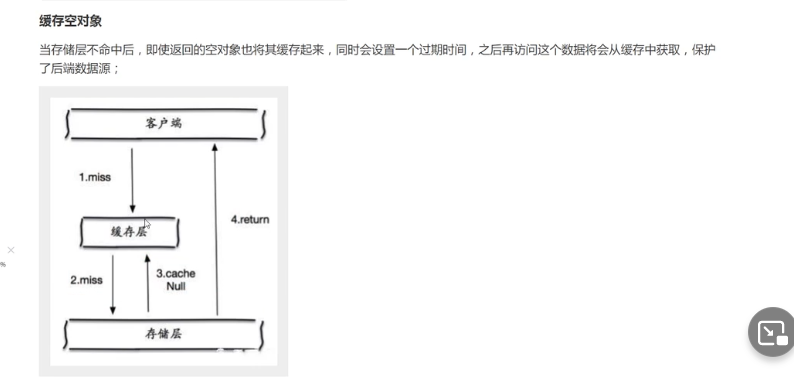 缓存空对象
当存储层不命中后，即使返回的空对象也将其缓存起来，同时会设置一个过期时间，之后再访问这个数据将会从缓存中获取，保护
了后端数据源；
客户端
1.miss
4.return
缓存层
2.miss
3.cache
Null
存储层